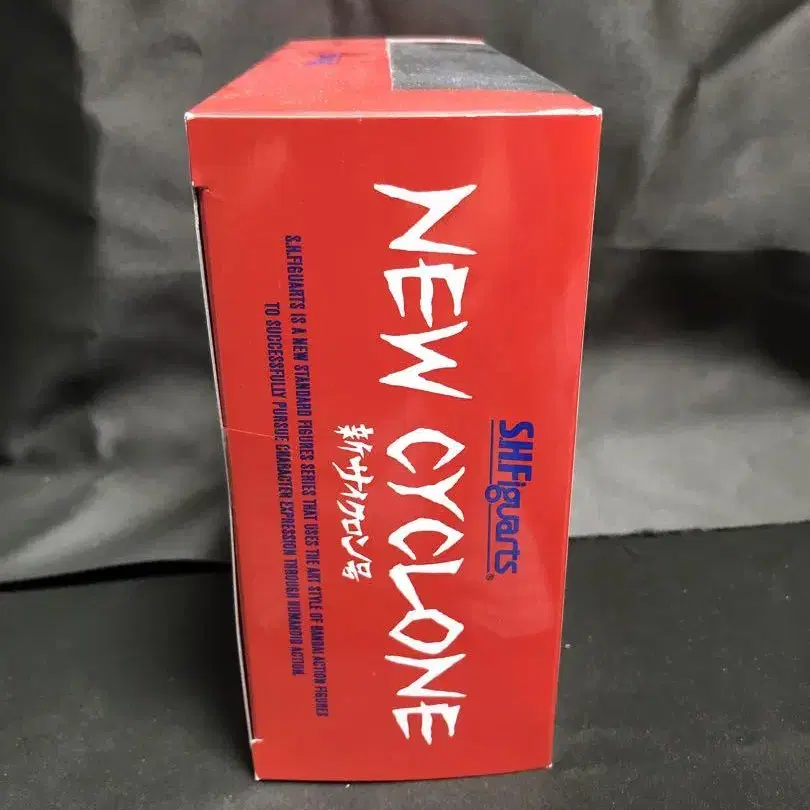 S.H.Figuarts®
NEW CYCLONE
新サイクロン号
S.H.FIGUARTS IS A NEW STANDARD FIGURES SERIES THAT USES THE ART STYLE OF BANDAI ACTION FIGURES
TO SUCCESSFULLY PURSUE CHARACTER EXPRESSION THROUGH HUMANOID ACTION.